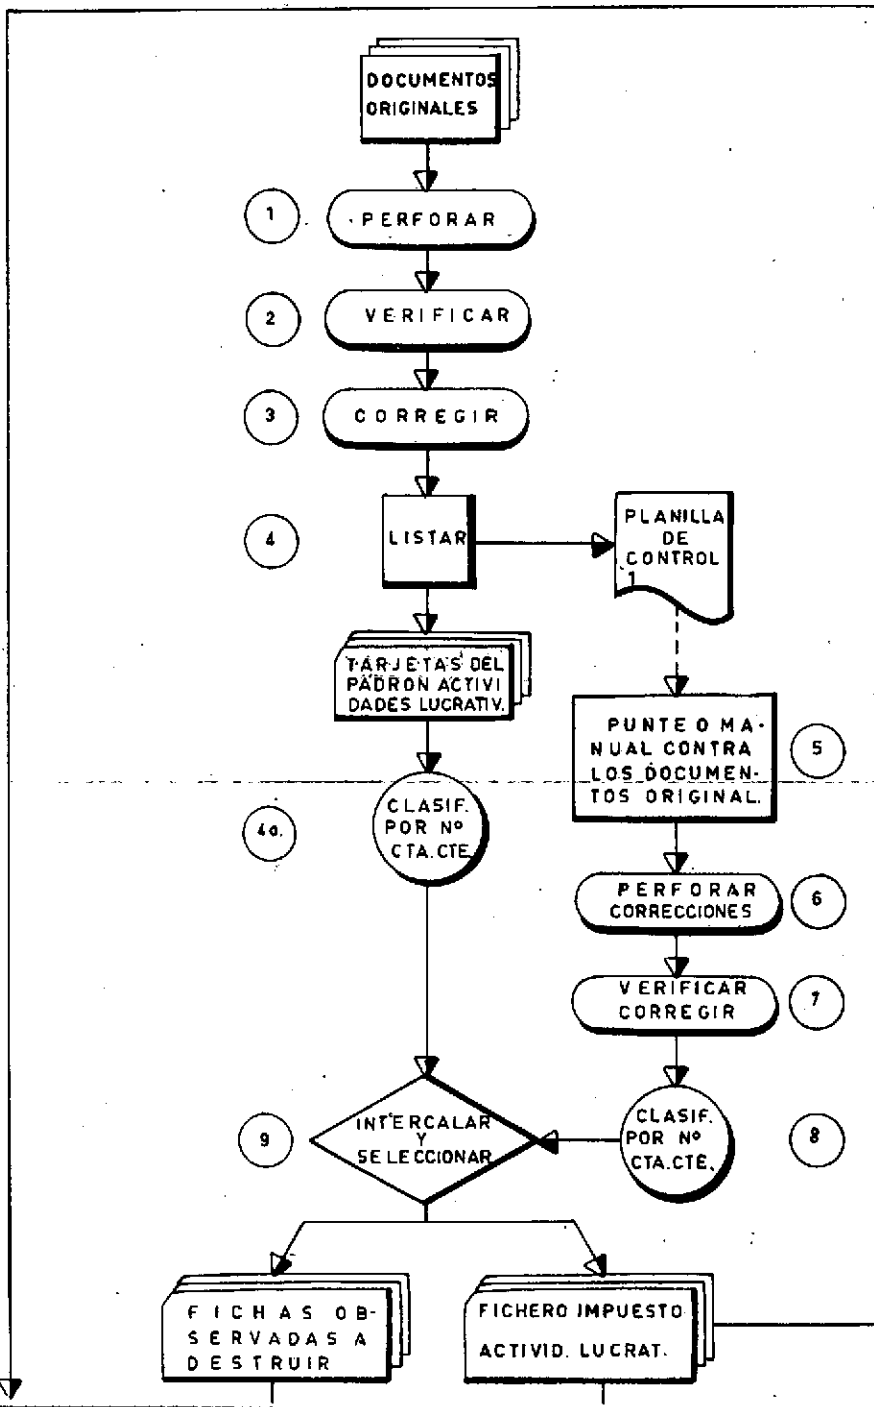 DOCUMENTOS
ORIGINALES
1
PERFORAR
2
VERIFICAR
3
CORREGIR
4
LISTAR
PLANILLA
DE
CONTROL
1
TARJETAS DEL
PADRON ACTIVI
DADES LUCRATIV.
PUNTEO MA-
NUAL CONTRA
LOS DOCUMEN-
TOS ORIGINAL.
5
4a.
CLASIF.
POR Nº
CTA.CTE.
PERFORAR
CORRECCIONES
6
VERIFICAR
CORREGIR
7
9
INTERCALAR
Y
SELECCIONAR
CLASIF.
POR Nº
CTA.CTE.
8
FICHAS OB-
SERVADAS A
DESTRUIR
FICHERO IMPUESTO
ACTIVID. LUCRAT.